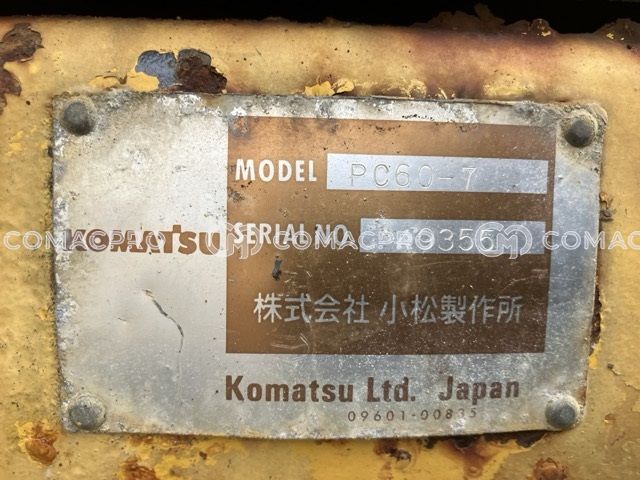 MODEL PC60-7
KOMATSU
SERIAL NO.
株式会社 小松製作所
Komatsu Ltd. Japan
09601-00835
COMACPRO